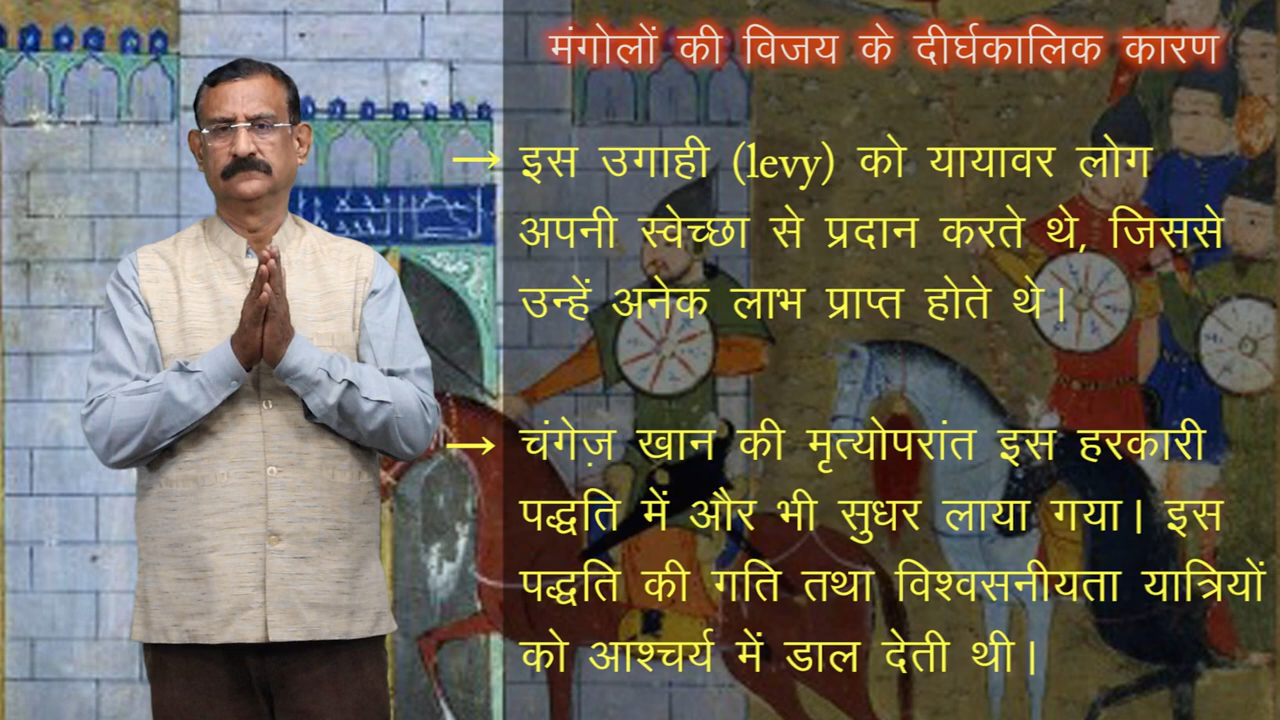 मंगोलों की विजय के दीर्घकालिक कारण
→ इस उगाही (levy) को यायावर लोग
अपनी स्वेच्छा से प्रदान करते थे, जिससे
उन्हें अनेक लाभ प्राप्त होते थे।
→ चंगेज़ खान की मृत्योपरांत इस हरकारी
पद्धति में और भी सुधर लाया गया। इस
पद्धति की गति तथा विश्वसनीयता यात्रियों
को आश्चर्य में डाल देती थी।